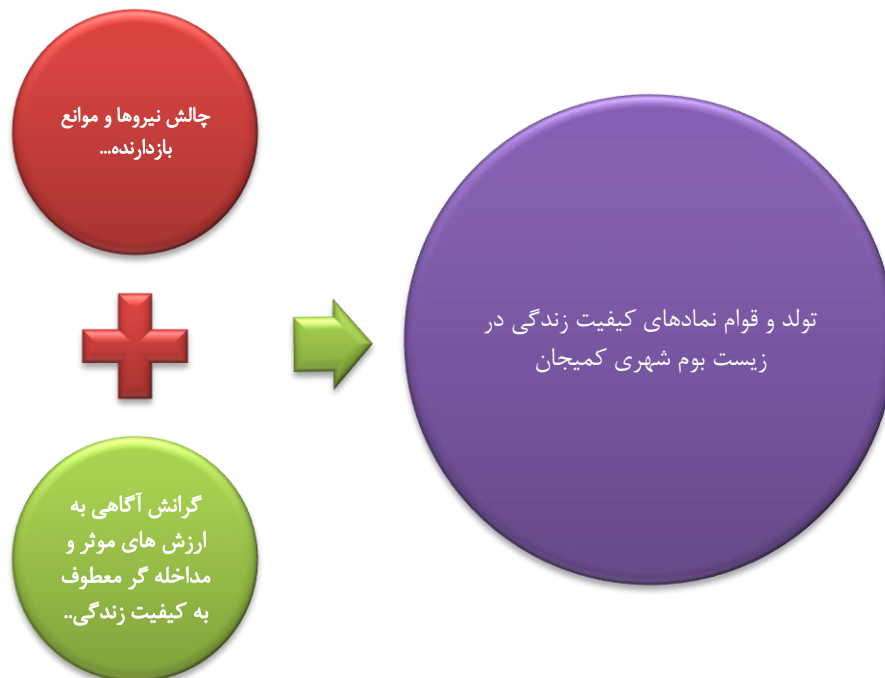 چالش نیروها و موانع
بازدارنده...
گرانش آگاهی به
ارزش های موثر و
مداخله گر معطوف
به کیفیت زندگی..
تولد و قوام نمادهای کیفیت زندگی در
زیست بوم شهری کمیجان